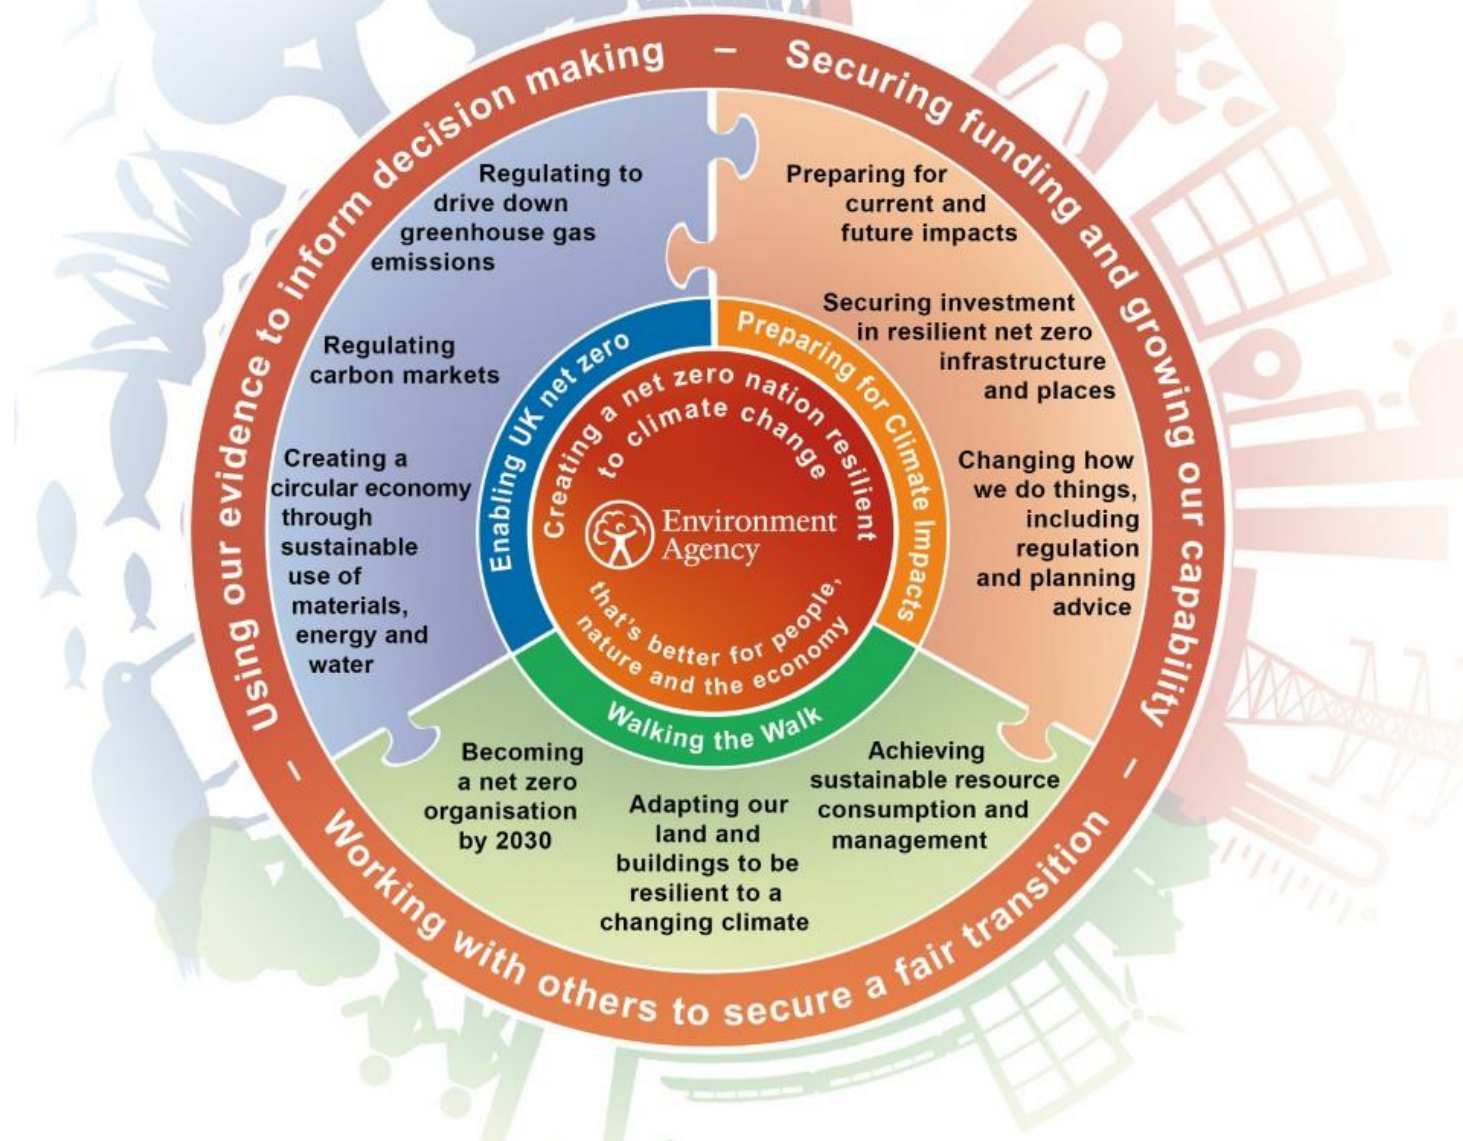 Using our evidence to inform decision making – Securing funding and growing our capability – Working with others to secure a fair transition –
Regulating to
drive down
greenhouse gas
emissions
Regulating
carbon markets
Creating a
circular economy
through
sustainable
use of
materials,
energy and
water
Preparing for
current and
future impacts
Securing investment
in resilient net zero
infrastructure
and places
Changing how
we do things,
including
regulation
and planning
advice
Enabling UK net zero
Preparing for Climate Impacts
Walking the Walk
Creating a net zero nation resilient
to climate change
Environment
Agency
that's better for people,
nature and the economy
Becoming
a net zero
organisation
by 2030
Adapting our
land and
buildings to be
resilient to a
changing climate
Achieving
sustainable resource
consumption and
management